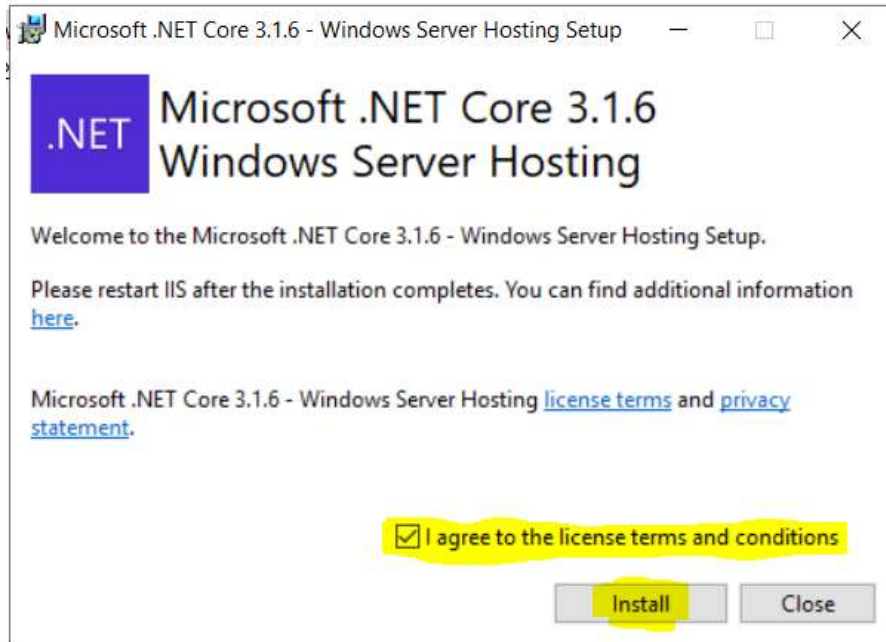 Microsoft .NET Core 3.1.6 - Windows Server Hosting Setup
.NET
Microsoft .NET Core 3.1.6
Windows Server Hosting
Welcome to the Microsoft .NET Core 3.1.6 - Windows Server Hosting Setup.
Please restart IIS after the installation completes. You can find additional information
here.
Microsoft .NET Core 3.1.6 - Windows Server Hosting license terms and privacy
statement.
I agree to the license terms and conditions
Install Close